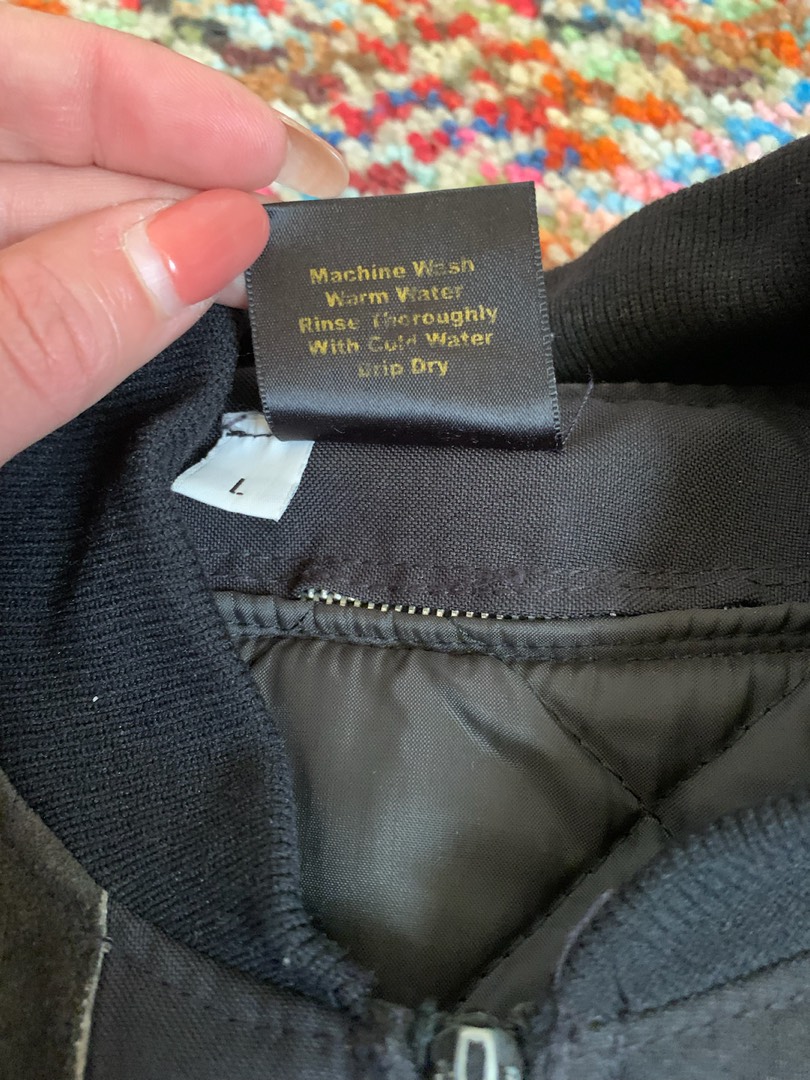 Machine Wash
Warm Water
Rinse Thoroughly
With Cold Water
Drip Dry
L